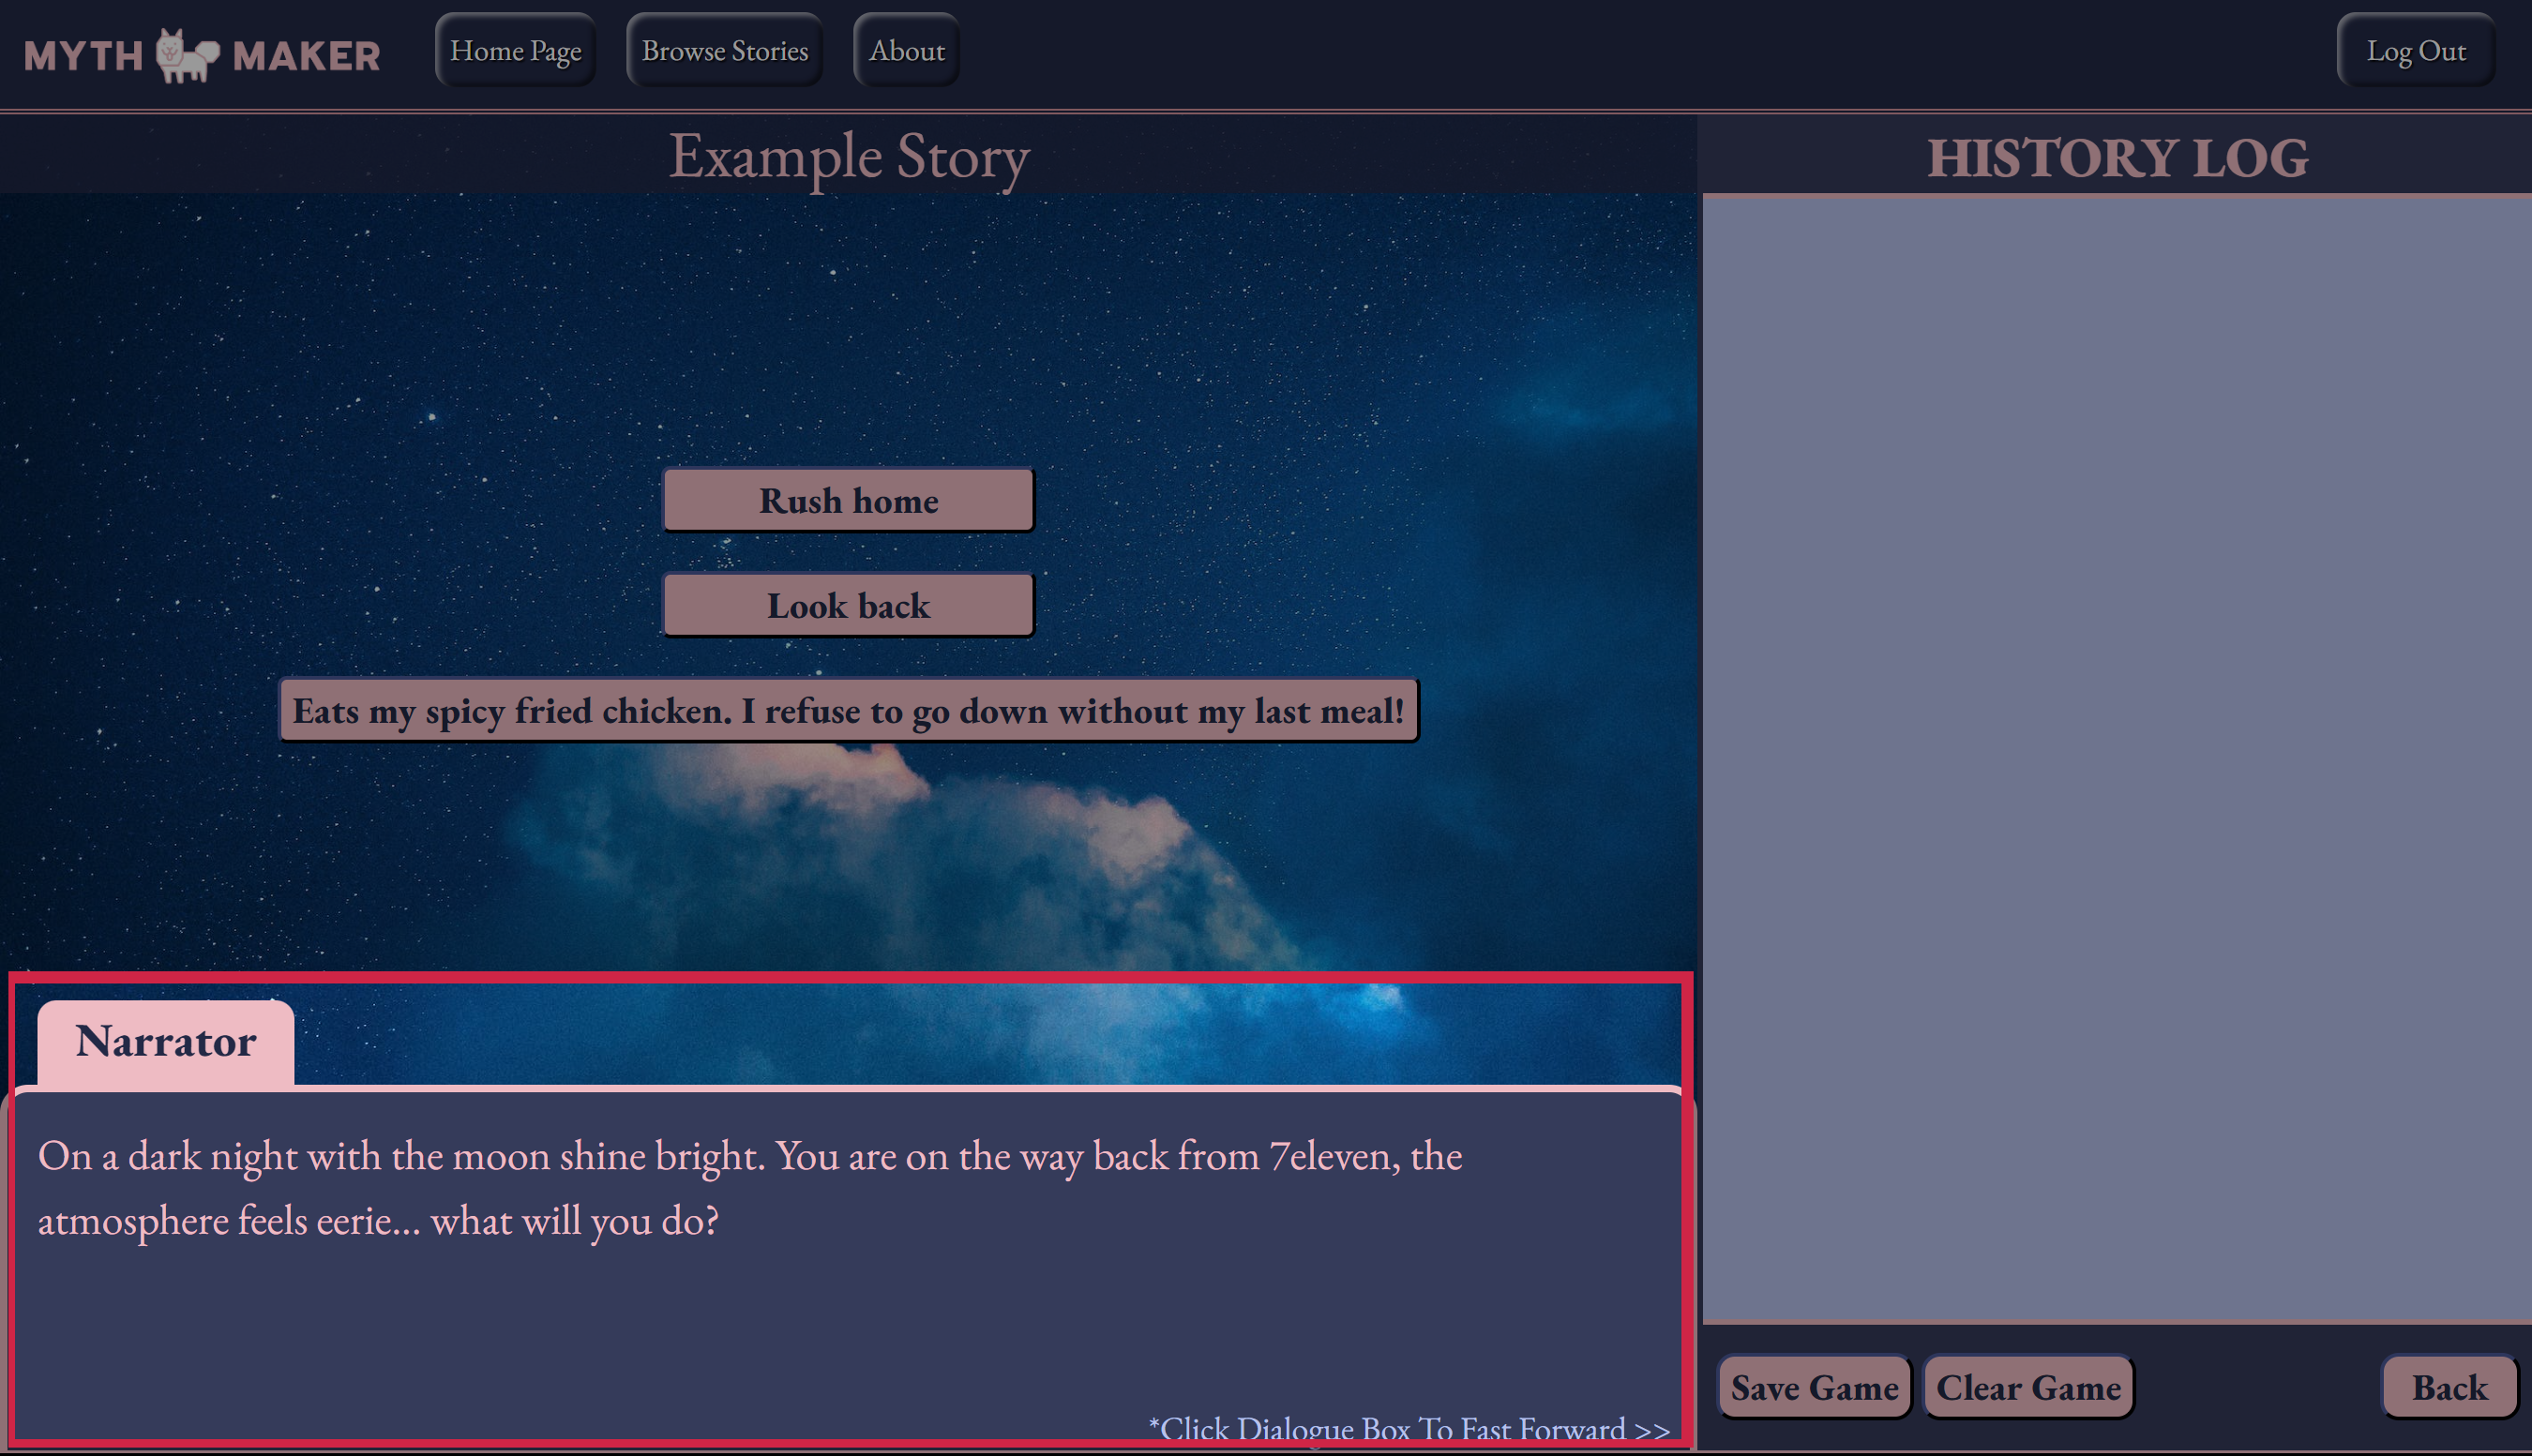 MYTH MAKER
Home Page
Browse Stories
About
Log Out
Example Story
HISTORY LOG
Rush home
Look back
Eats my spicy fried chicken. I refuse to go down without my last meal!
Narrator
On a dark night with the moon shine bright. You are on the way back from 7eleven, the
atmosphere feels eerie... what will you do?
*Click Dialogue Box To Fast Forward >>
Save Game
Clear Game
Back